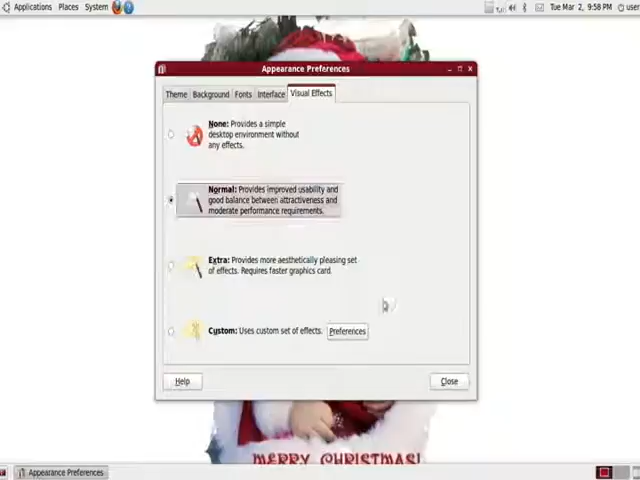 Applications Places System Tue Mar 2, 9:58 PM user
Appearance Preferences
Theme Background Fonts Interface Visual Effects
None: Provides a simple
desktop environment without
any effects.
Normal: Provides improved usability and
good balance between attractiveness and
moderate performance requirements.
Extra: Provides more aesthetically pleasing set
of effects. Requires faster graphics card.
Custom: Uses custom set of effects. Preferences
Help Close
MERRY CHRISTMAS!
Appearance Preferences